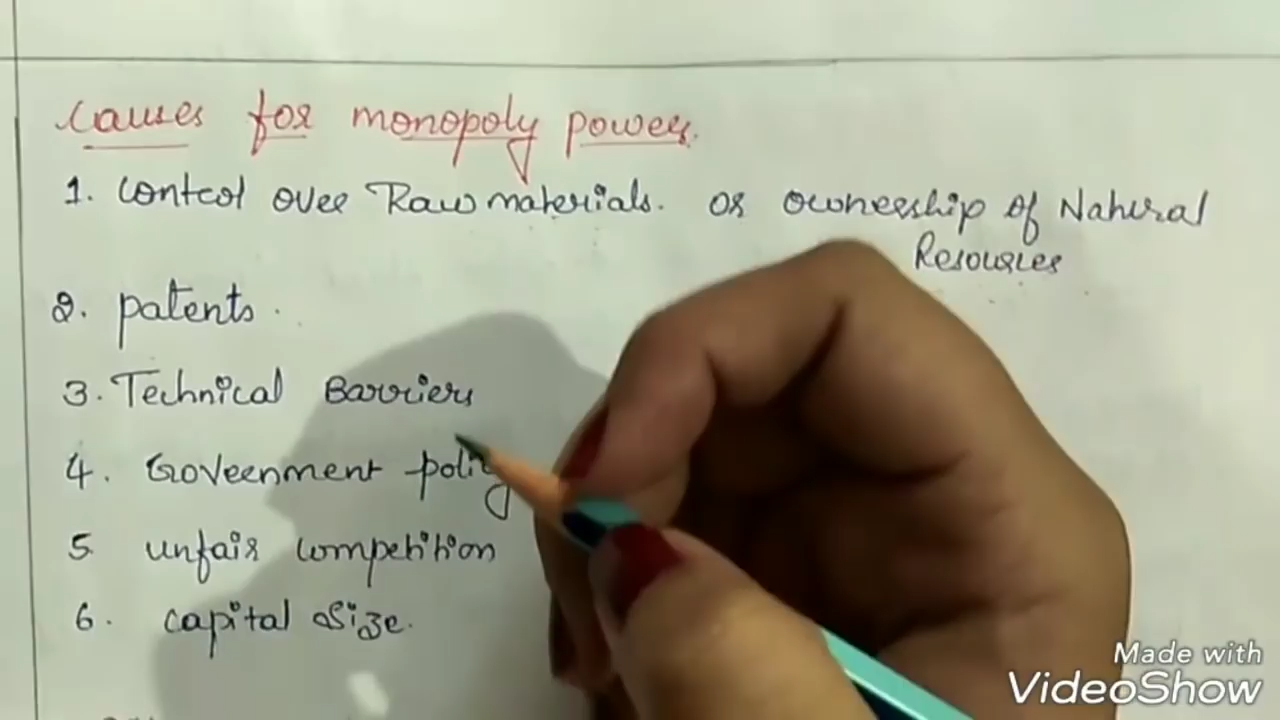 Causes for monopoly power.
1. Control over Raw materials. or ownership of Natural
Resources
2. patents.
3. Technical Barriers
4. Government policy
5 unfair competition
6. capital size.
Made with
VideoShow